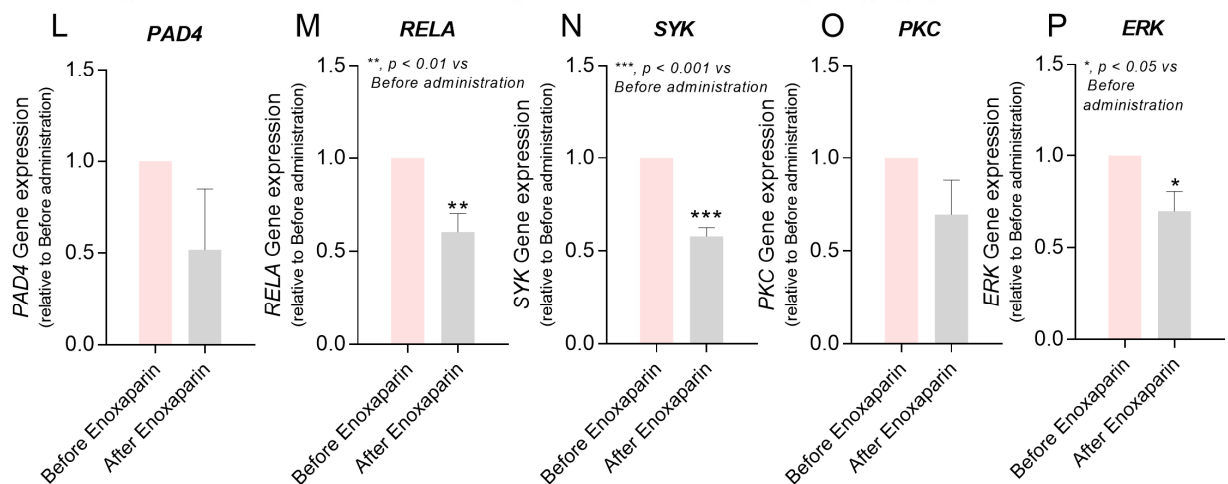 L PAD4
PAD4 Gene expression
(relative to Before administration)
1.5
1.0
0.5
0.0
Before Enoxaparin
After Enoxaparin
M RELA
**, p < 0.01 vs
Before administration
RELA Gene expression
(relative to Before administration)
1.5
1.0
0.5
0.0
**
Before Enoxaparin
After Enoxaparin
N SYK
***, p < 0.001 vs
Before administration
SYK Gene expression
(relative to Before administration)
1.5
1.0
0.5
0.0
***
Before Enoxaparin
After Enoxaparin
O PKC
PKC Gene expression
(relative to Before administration)
1.5
1.0
0.5
0.0
Before Enoxaparin
After Enoxaparin
P ERK
*, p < 0.05 vs
Before
administration
ERK Gene expression
(relative to Before administration)
1.5
1.0
0.5
0.0
*
Before Enoxaparin
After Enoxaparin